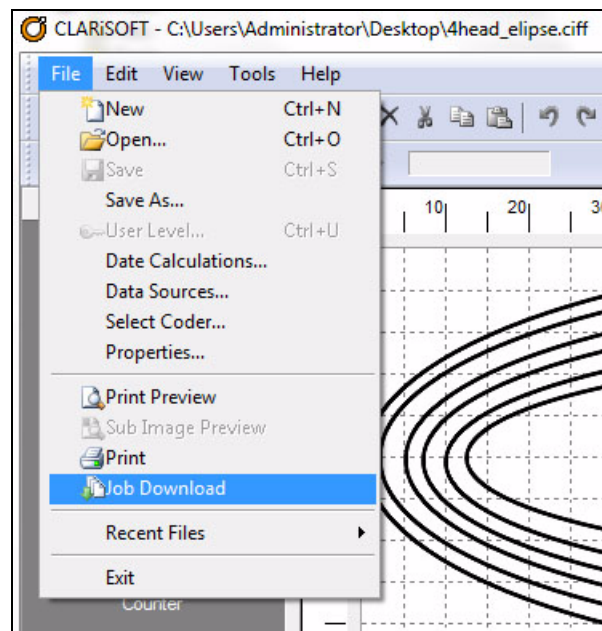 CLARiSOFT - C:\Users\Administrator\Desktop\4head_elipse.ciff
File Edit View Tools Help
New Ctrl+N
Open... Ctrl+O
Save Ctrl+S
Save As...
User Level... Ctrl+U
Date Calculations...
Data Sources...
Select Coder...
Properties...
10 20 30
Print Preview
Sub Image Preview
Print
Job Download
Recent Files
Exit
Counter